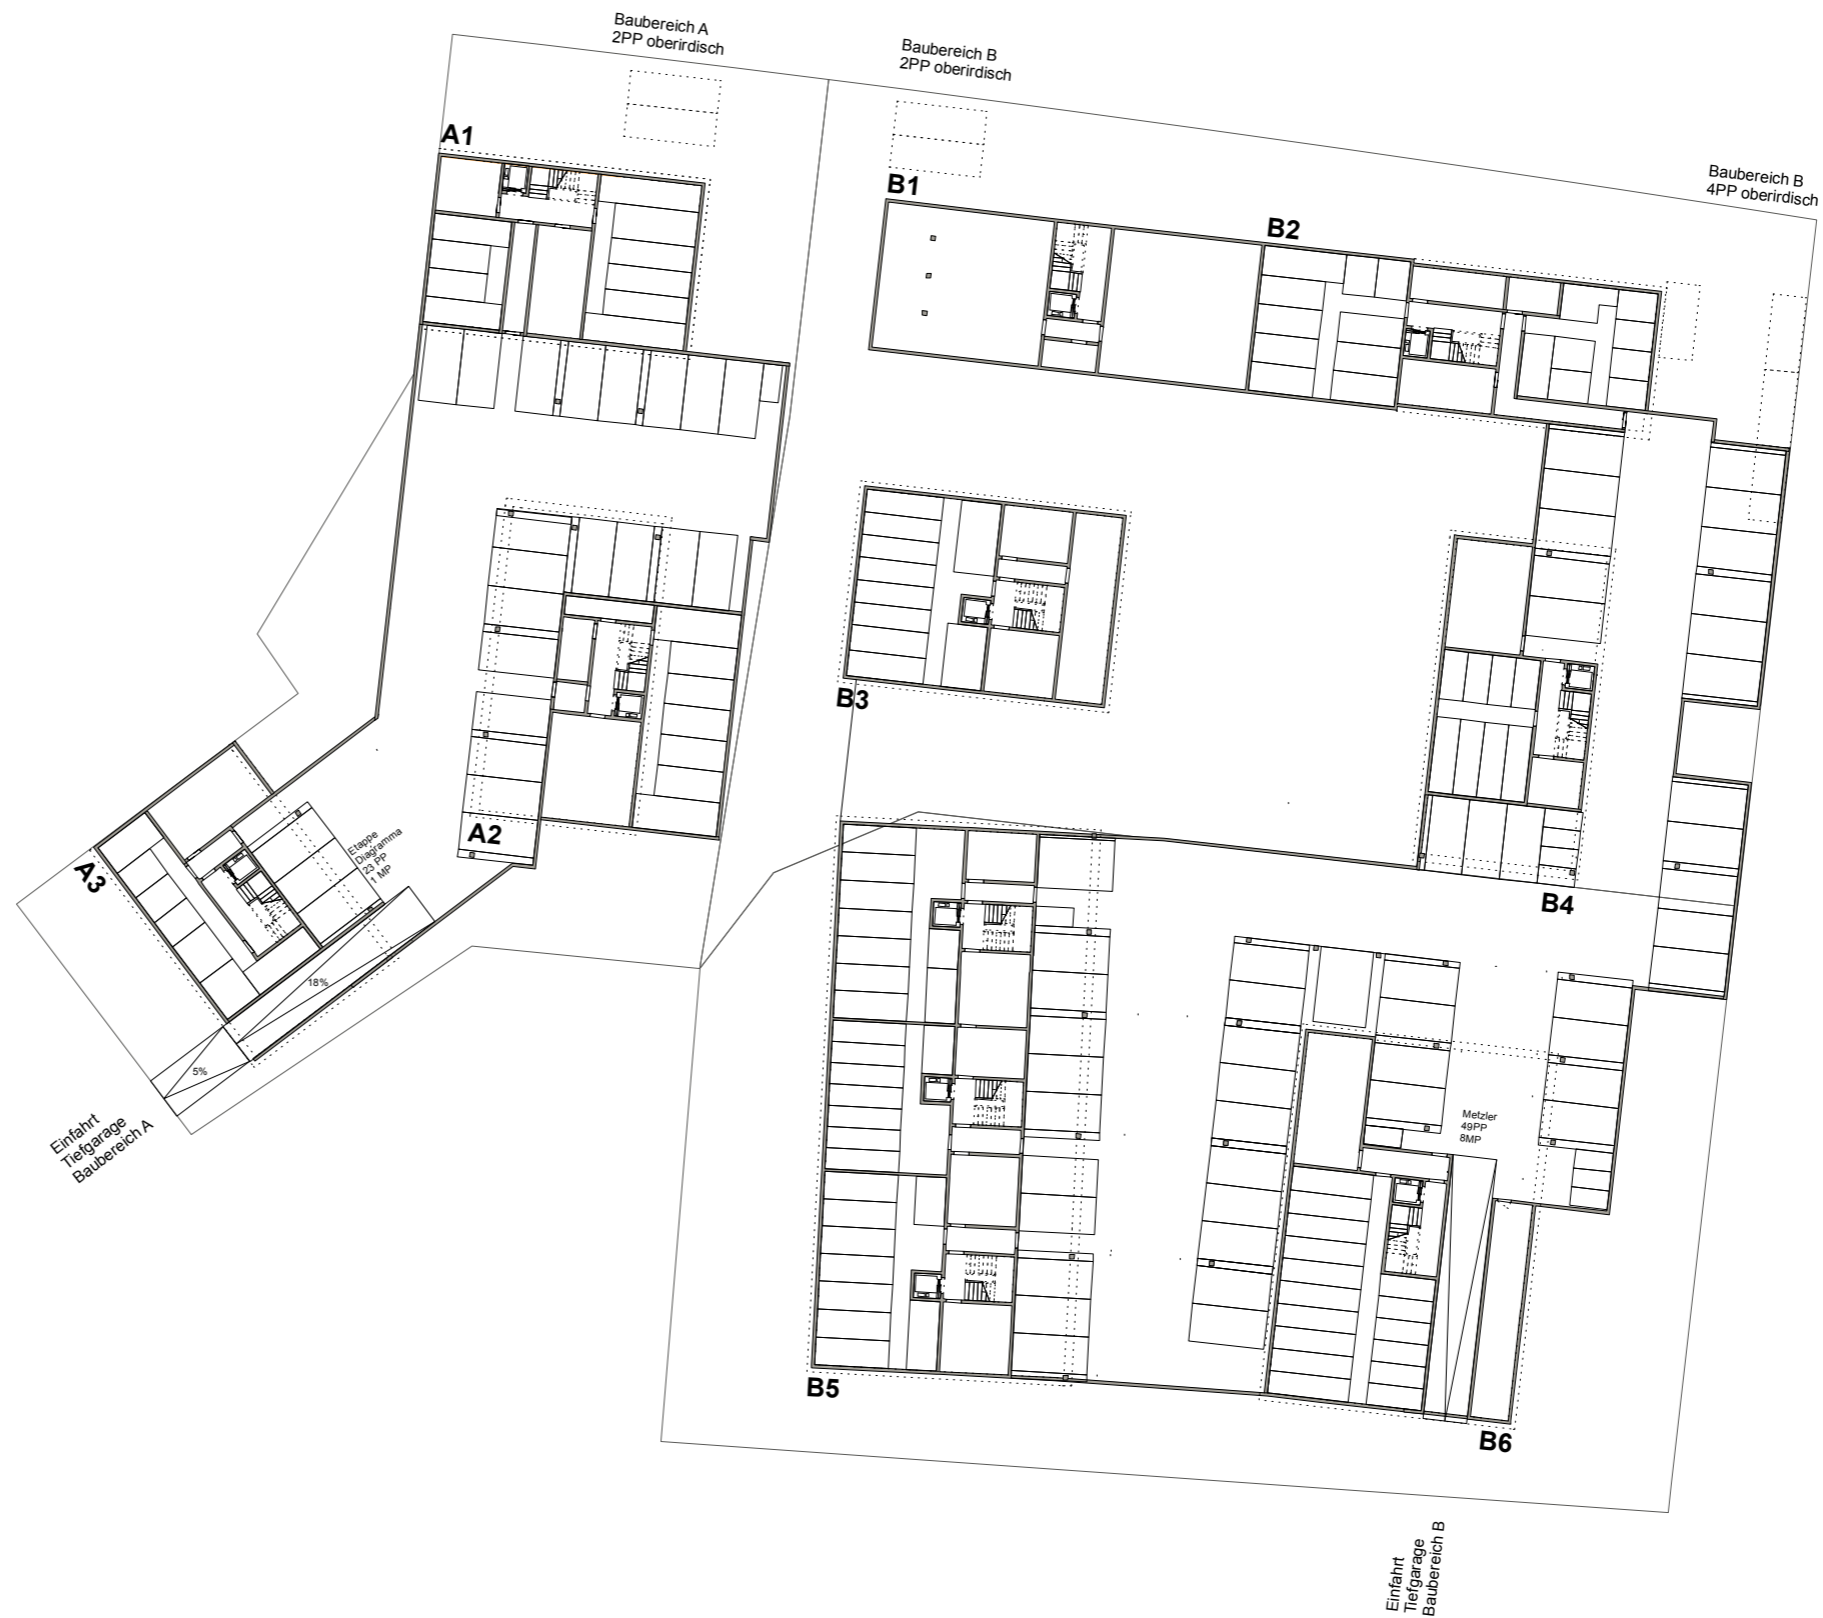 Baubereich A
2PP oberirdisch
Baubereich B
2PP oberirdisch
A1
Baubereich B
4PP oberirdisch
B1
B2
B3
A2
A3
Etappe
Diagramma
23 PP
1 MP
B4
18%
5%
Einfahrt
Tiefgarage
Baubereich A
Metzler
49PP
8MP
B5
B6
Einfahrt
Tiefgarage
Baubereich B